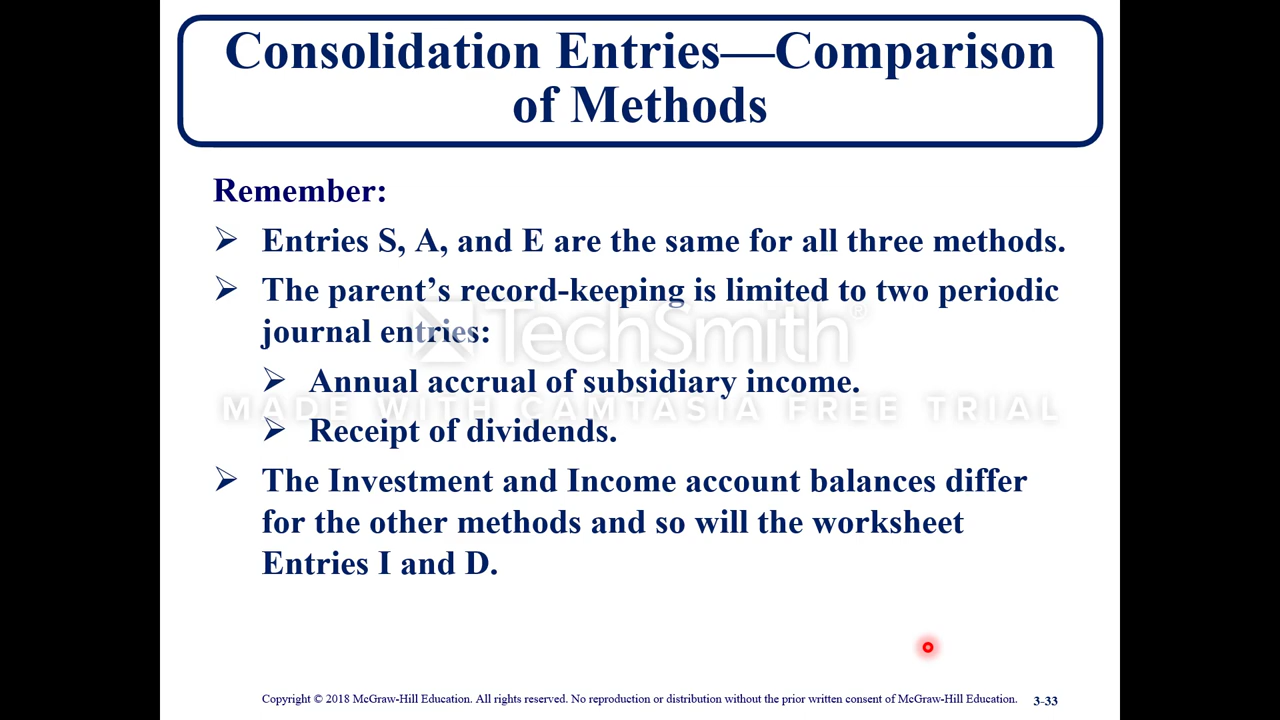 Consolidation Entries—Comparison
of Methods
Remember:
➢ Entries S, A, and E are the same for all three methods.
➢ The parent’s record-keeping is limited to two periodic
journal entries:
➢ Annual accrual of subsidiary income.
➢ Receipt of dividends.
➢ The Investment and Income account balances differ
for the other methods and so will the worksheet
Entries I and D.
TechSmith®
MADE WITH CAMTASIA FREE TRIAL
Copyright © 2018 McGraw-Hill Education. All rights reserved. No reproduction or distribution without the prior written consent of McGraw-Hill Education. 3-33